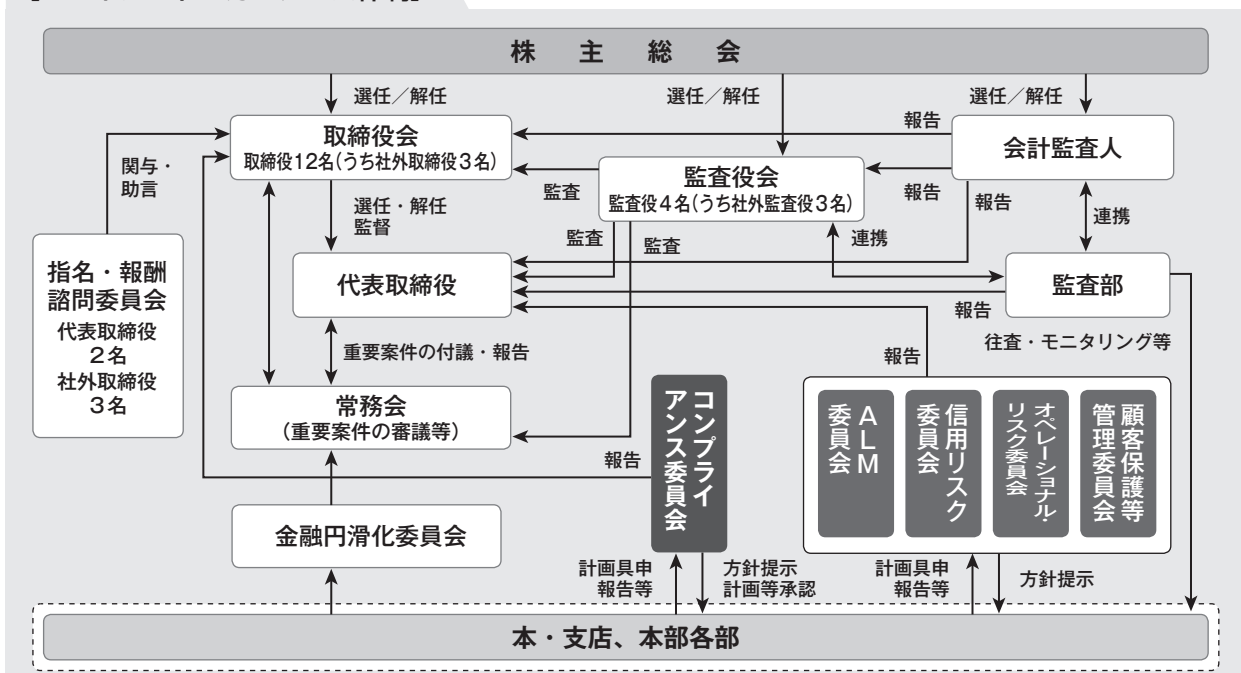 株主総会
選任／解任
選任／解任
選任／解任
取締役会
取締役12名(うち社外取締役3名)
報告
会計監査人
関与・
助言
監査
監査役会
監査役4名(うち社外監査役3名)
報告
報告
選任・解任
監督
監査
監査
連携
連携
指名・報酬
諮問委員会
代表取締役
2名
社外取締役
3名
代表取締役
監査部
報告
往査・モニタリング等
重要案件の付議・報告
報告
常務会
(重要案件の審議等)
報告
コンプライ
アンス委員会
ALM
委員会
信用リスク
委員会
オペレーショナル・
リスク委員会
顧客保護等
管理委員会
金融円滑化委員会
計画具申
報告等
方針提示
計画等承認
計画具申
報告等
方針提示
本・支店、本部各部